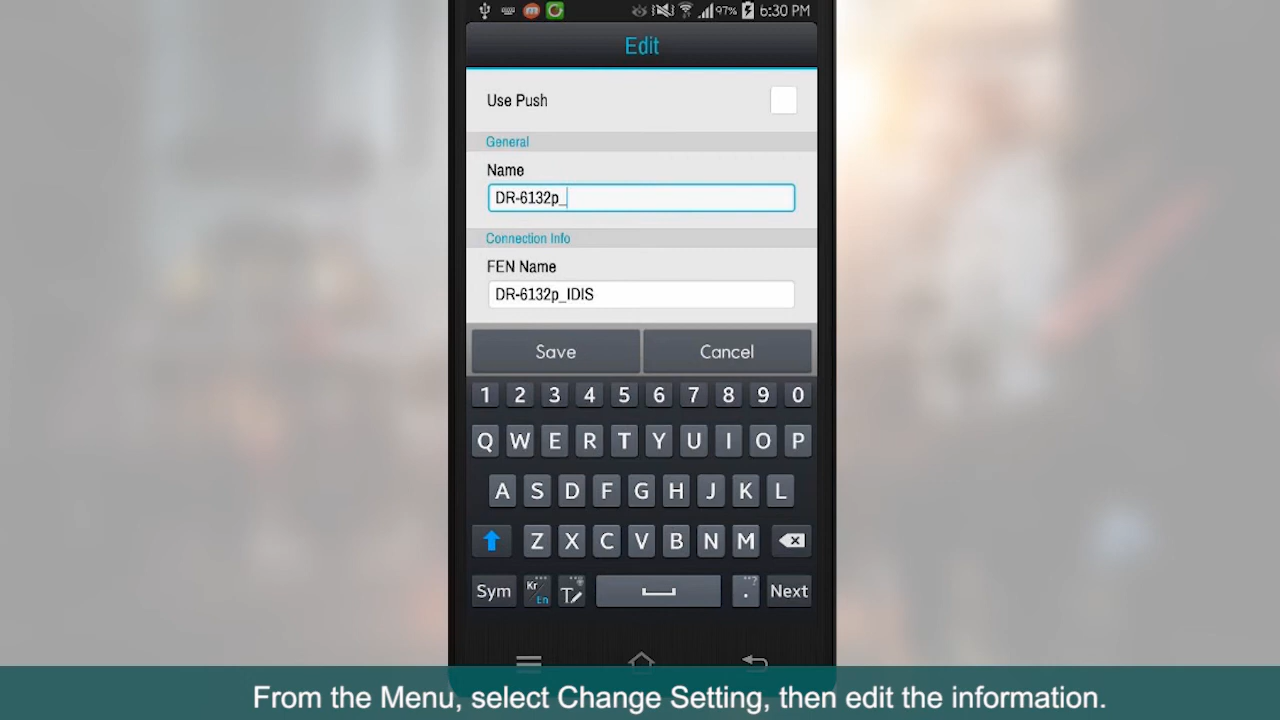 97% 6:30 PM
Edit
Use Push
General
Name
DR-6132p_
Connection Info
FEN Name
DR-6132p_IDIS
Save Cancel
1 2 3 4 5 6 7 8 9 0
Q W E R T Y U I O P
A S D F G H J K L
Z X C V B N M
Sym Kr/En T . Next
From the Menu, select Change Setting, then edit the information.